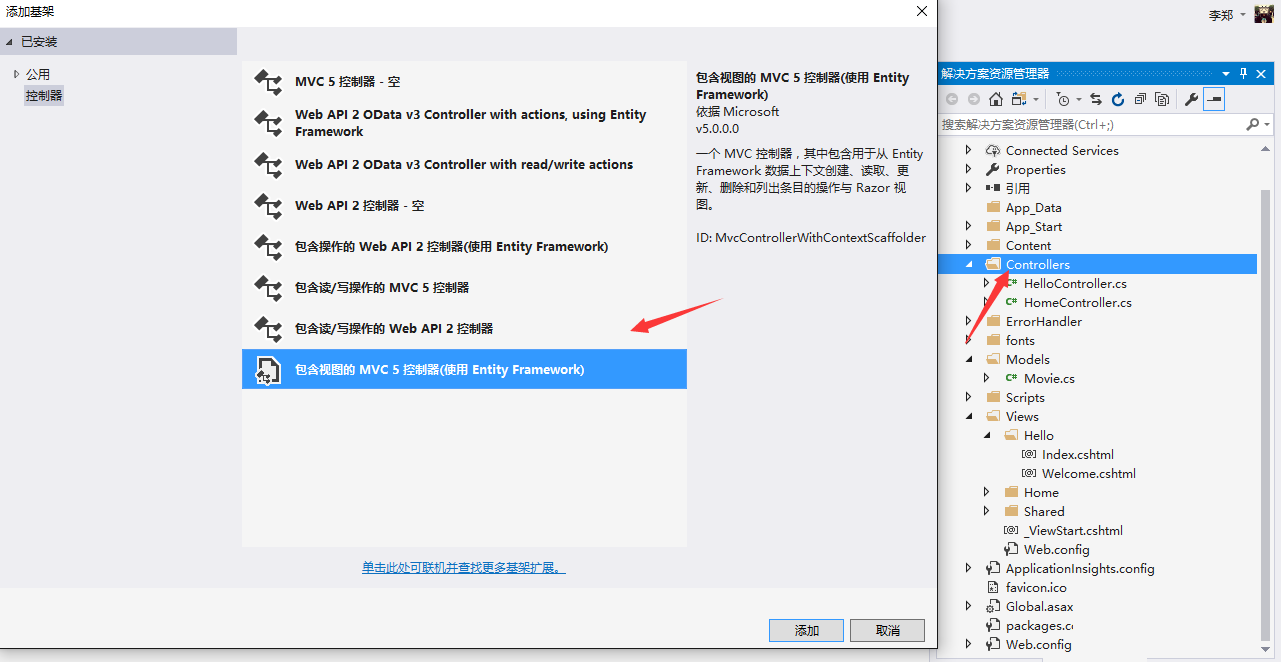 添加基架
李郑
已安装
公用
控制器
MVC 5 控制器 - 空
Web API 2 OData v3 Controller with actions, using Entity
Framework
Web API 2 OData v3 Controller with read/write actions
Web API 2 控制器 - 空
包含操作的 Web API 2 控制器(使用 Entity Framework)
包含读/写操作的 MVC 5 控制器
包含读/写操作的 Web API 2 控制器
包含视图的 MVC 5 控制器(使用 Entity Framework)
单击此处可联机并查找更多基架扩展。
包含视图的 MVC 5 控制器(使用 Entity
Framework)
依据 Microsoft
v5.0.0.0
一个 MVC 控制器，其中包含用于从 Entity
Framework 数据上下文创建、读取、更
新、删除和列出条目的操作与 Razor 视
图。
ID: MvcControllerWithContextScaffolder
添加
取消
解决方案资源管理器
搜索解决方案资源管理器(Ctrl+;)
Connected Services
Properties
引用
App_Data
App_Start
Content
Controllers
C# HelloController.cs
C# HomeController.cs
ErrorHandler
fonts
Models
C# Movie.cs
Scripts
Views
Hello
[@] Index.cshtml
[@] Welcome.cshtml
Home
Shared
[@] _ViewStart.cshtml
Web.config
ApplicationInsights.config
favicon.ico
Global.asax
packages.c
Web.config